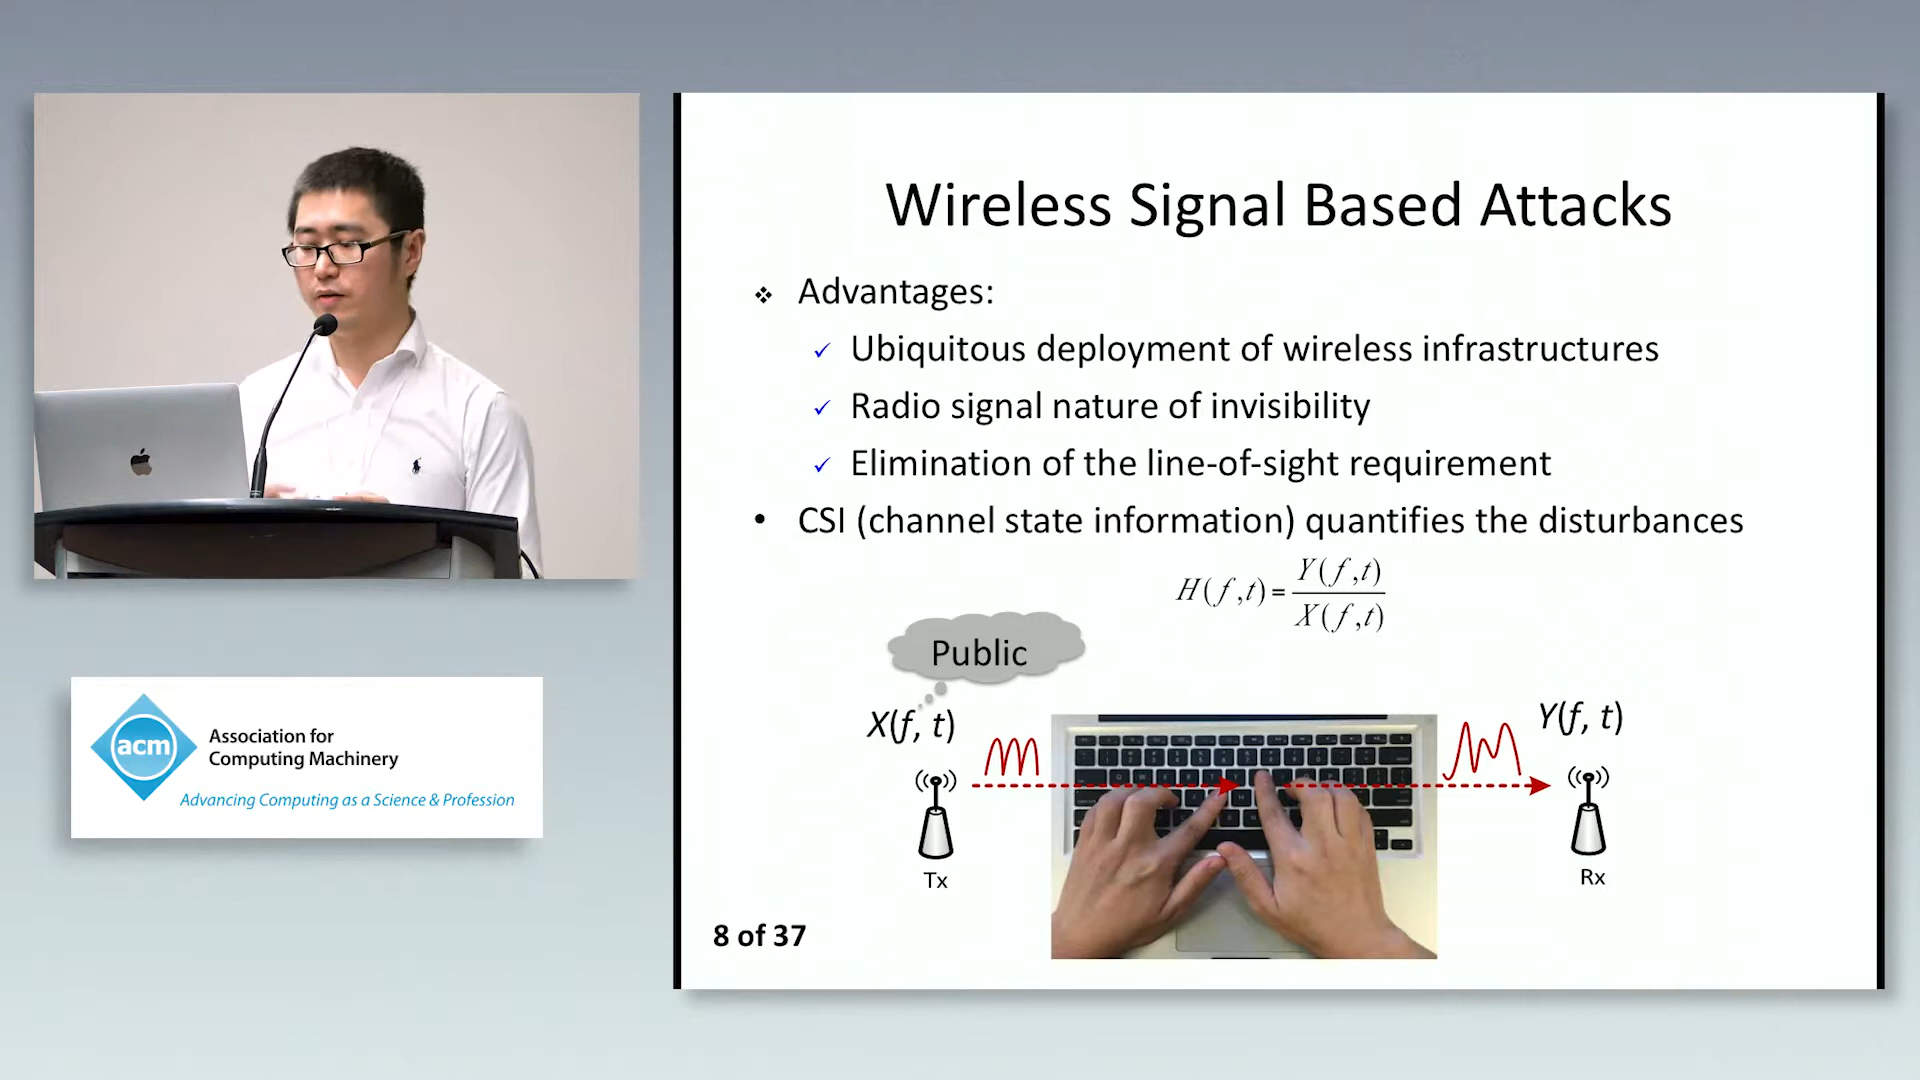 Wireless Signal Based Attacks
❖ Advantages:
✓ Ubiquitous deployment of wireless infrastructures
✓ Radio signal nature of invisibility
✓ Elimination of the line-of-sight requirement
• CSI (channel state information) quantifies the disturbances
H(f,t)=Y(f,t)/X(f,t)
Public
X(f, t)
Y(f, t)
Tx
Rx
8 of 37
acm
Association for
Computing Machinery
Advancing Computing as a Science & Profession